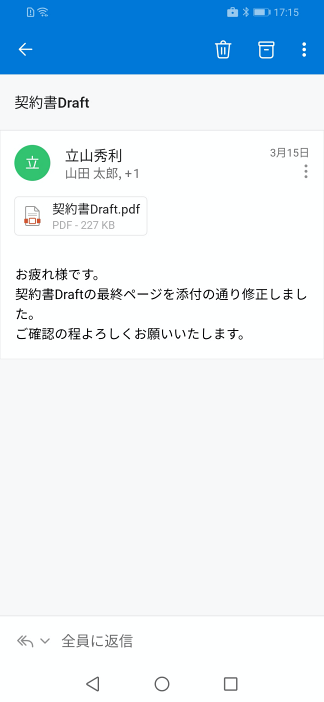 17:15
契約書Draft
立
立山秀利
3月15日
山田 太郎, +1
契約書Draft.pdf
PDF - 227 KB
お疲れ様です。
契約書Draftの最終ページを添付の通り修正しまし
た。
ご確認の程よろしくお願いいたします。
全員に返信